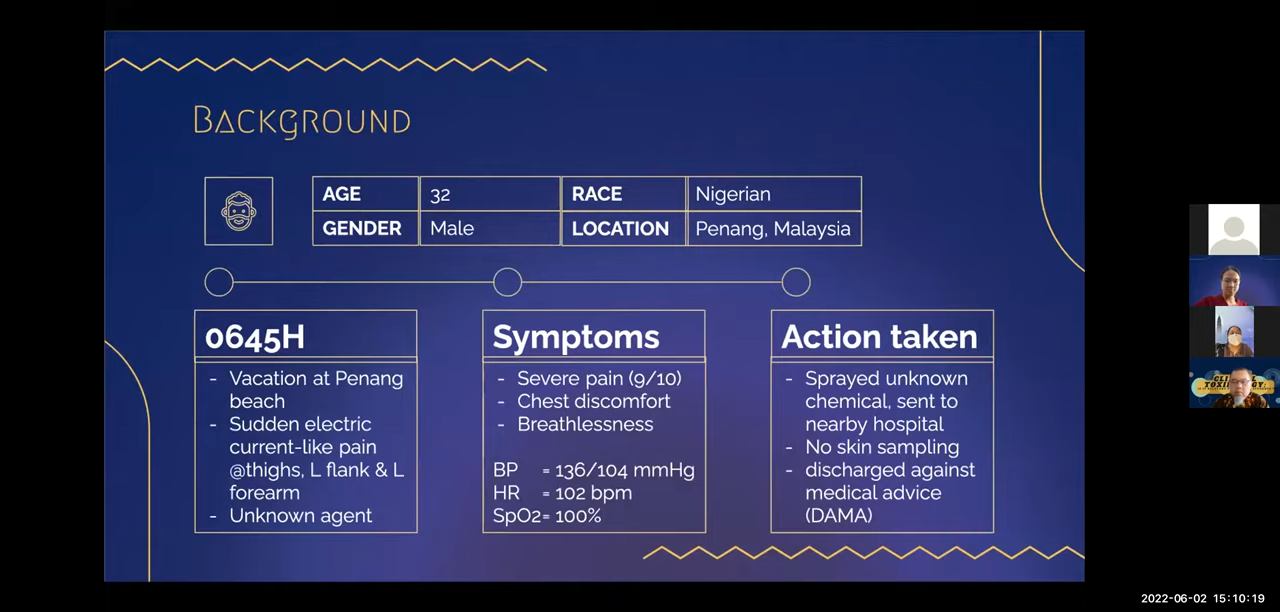 BACKGROUND
AGE 32 RACE Nigerian
GENDER Male LOCATION Penang, Malaysia
0645H
- Vacation at Penang
beach
- Sudden electric
current-like pain
@thighs, L flank & L
forearm
- Unknown agent
Symptoms
- Severe pain (9/10)
- Chest discomfort
- Breathlessness
BP = 136/104 mmHg
HR = 102 bpm
SpO2= 100%
Action taken
- Sprayed unknown
chemical, sent to
nearby hospital
- No skin sampling
- discharged against
medical advice
(DAMA)
2022-06-02 15:10:19